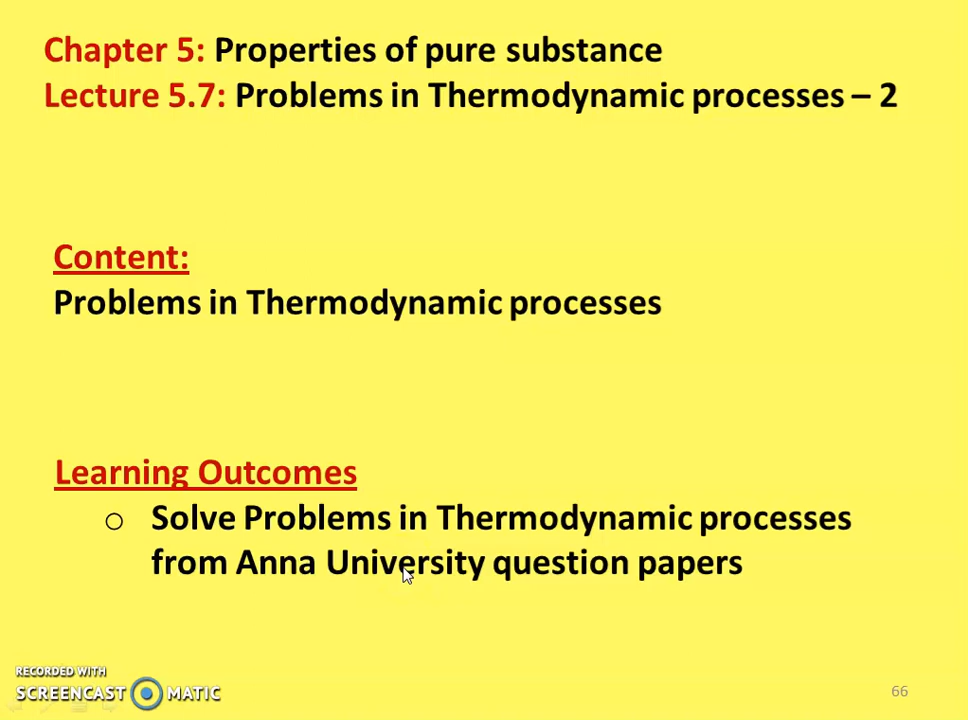 Chapter 5: Properties of pure substance
Lecture 5.7: Problems in Thermodynamic processes – 2
Content:
Problems in Thermodynamic processes
Learning Outcomes
o Solve Problems in Thermodynamic processes
from Anna University question papers
RECORDED WITH
SCREENCAST MATIC
66